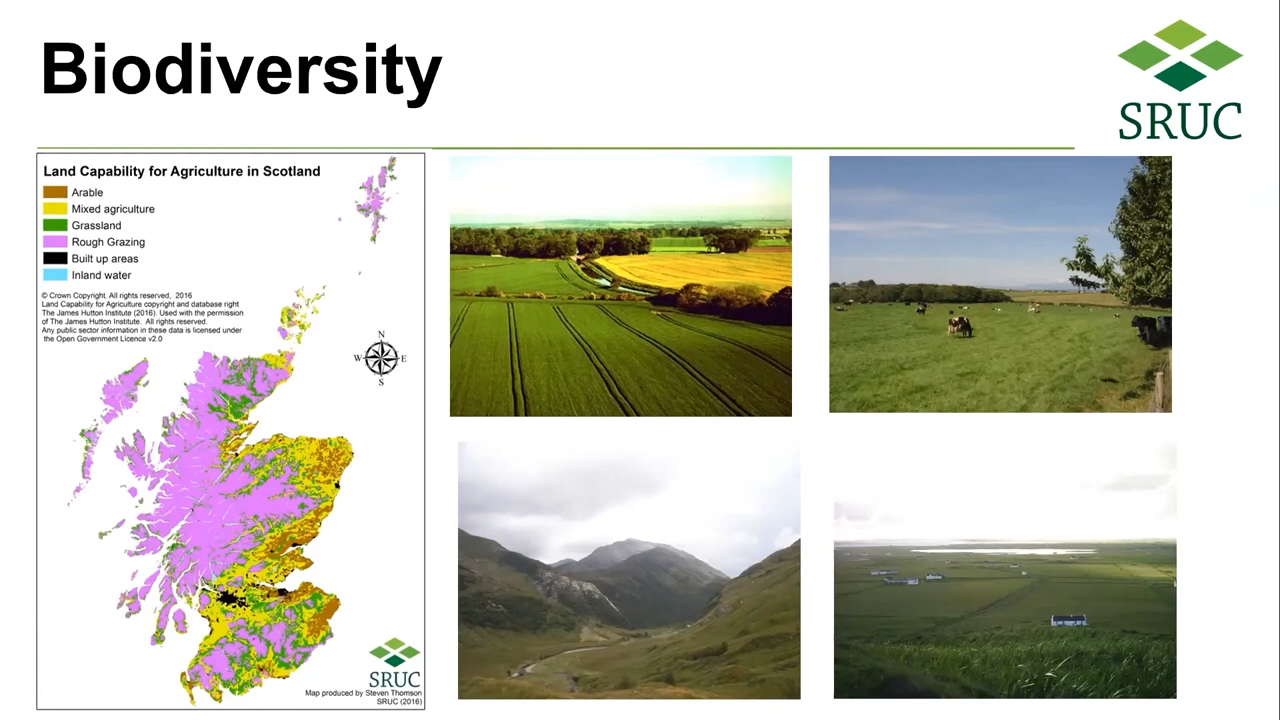 Biodiversity
SRUC
Land Capability for Agriculture in Scotland
Arable
Mixed agriculture
Grassland
Rough Grazing
Built up areas
Inland water
© Crown Copyright. All rights reserved, 2016
Land Capability for Agriculture copyright and database right
The James Hutton Institute (2016). Used with the permission
of The James Hutton Institute. All rights reserved.
Any public sector information in these data is licensed under
the Open Government Licence v2.0
N
W E
S
SRUC
Map produced by Steven Thomson
SRUC (2016)